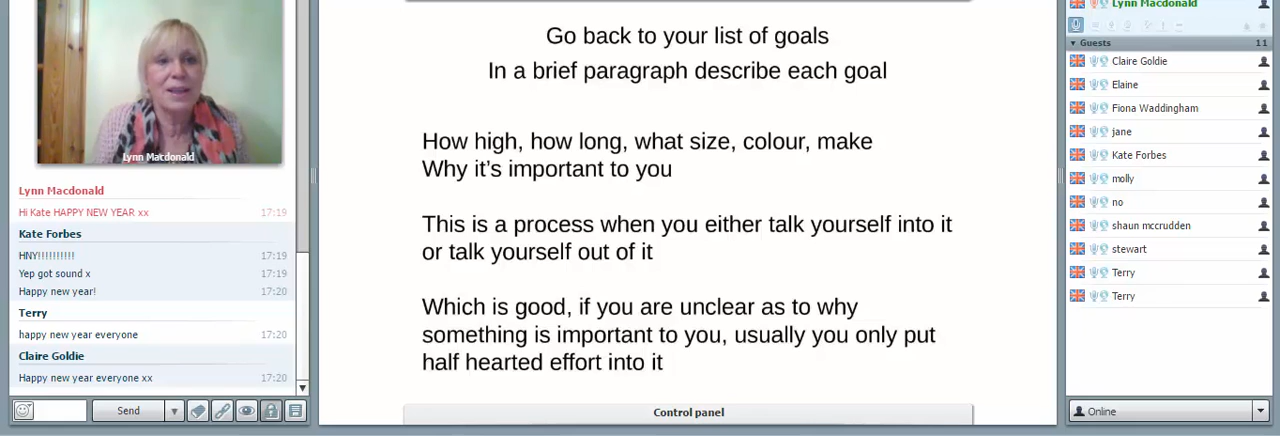 Lynn Macdonald
Lynn Macdonald
Hi Kate HAPPY NEW YEAR xx 17:19
Kate Forbes
HNY!!!!!!!!!! 17:19
Yep got sound x 17:19
Happy new year! 17:20
Terry
happy new year everyone 17:20
Claire Goldie
Happy new year everyone xx 17:20
Send
Go back to your list of goals
In a brief paragraph describe each goal
How high, how long, what size, colour, make
Why it's important to you
This is a process when you either talk yourself into it
or talk yourself out of it
Which is good, if you are unclear as to why
something is important to you, usually you only put
half hearted effort into it
Control panel
Lynn Macdonald
Guests 11
Claire Goldie
Elaine
Fiona Waddingham
jane
Kate Forbes
molly
no
shaun mccrudden
stewart
Terry
Terry
Online